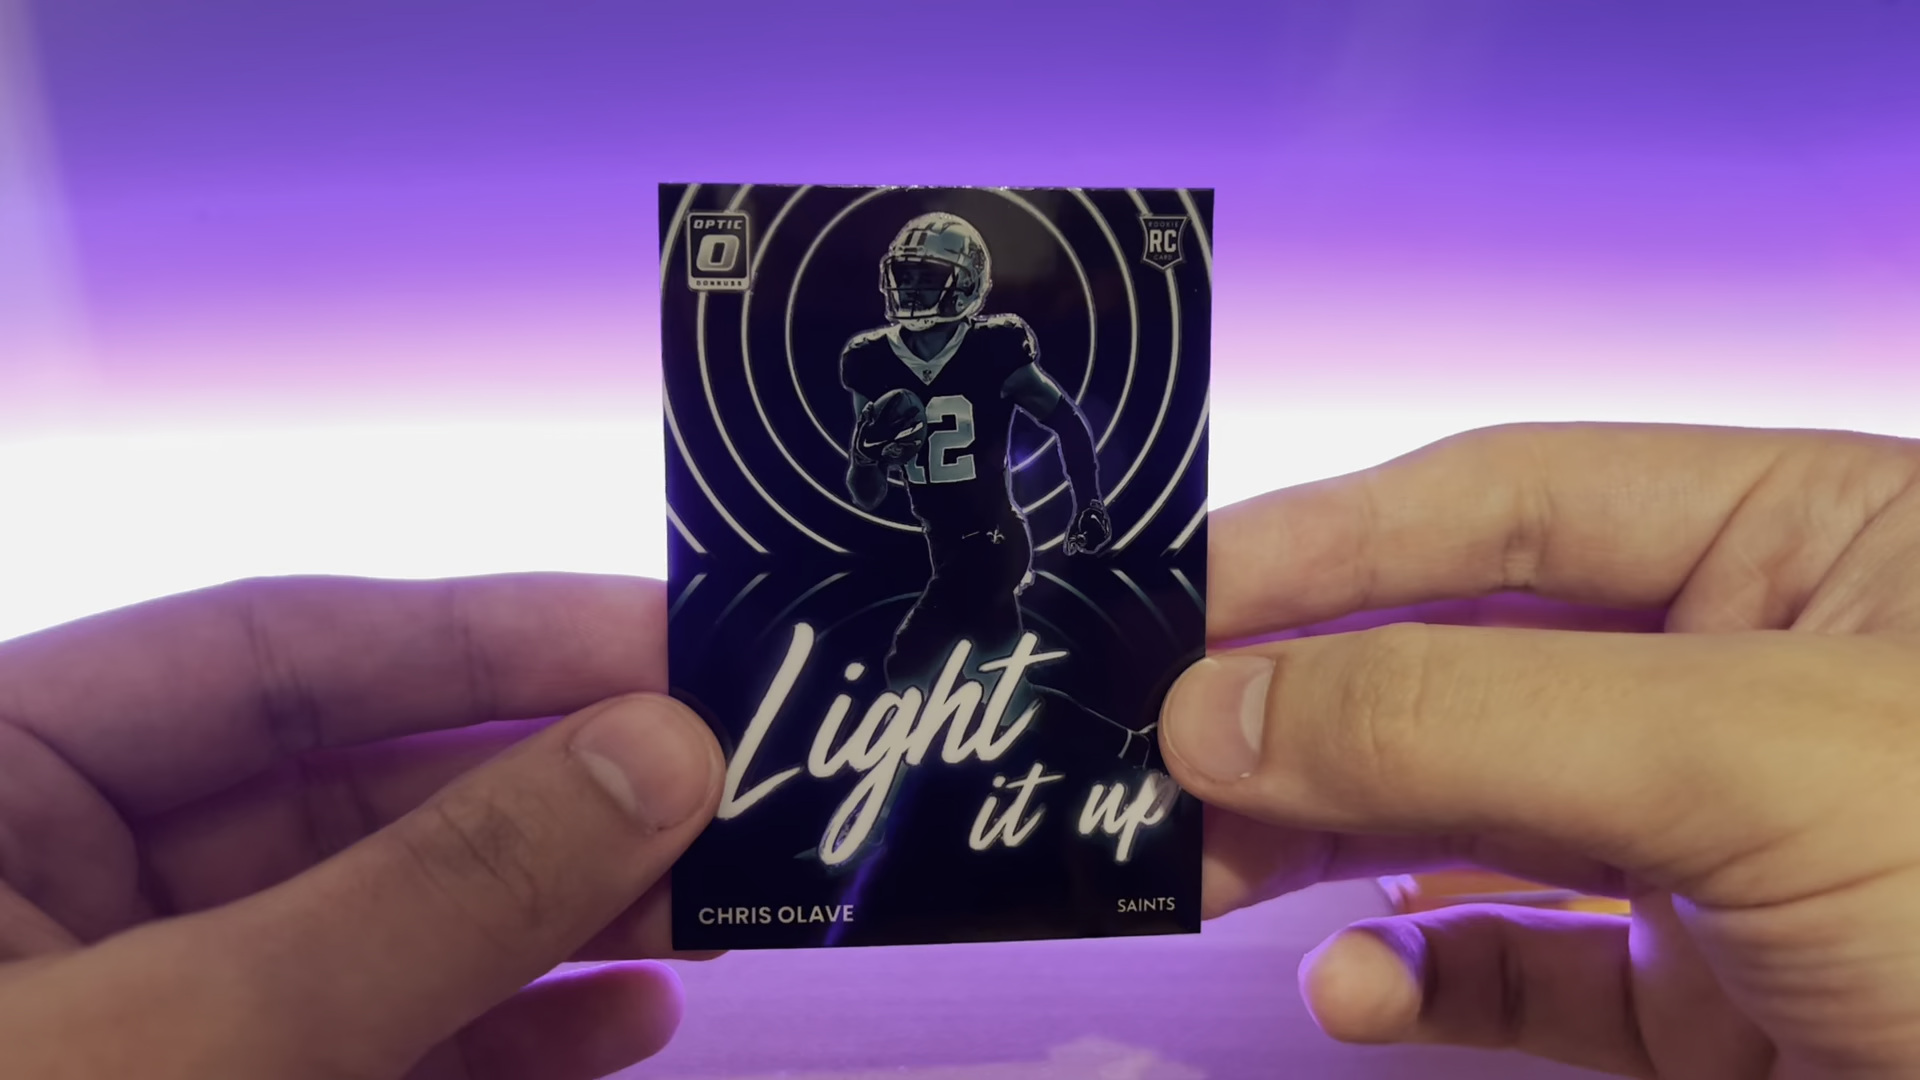 OPTIC
O
DONRUSS
ROOKIE
RC
CARD
12
Light
it up
CHRIS OLAVE
SAINTS